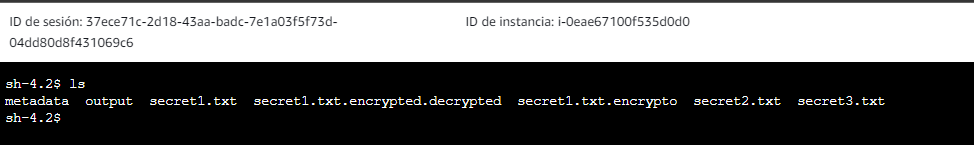 ID de sesión: 37ece71c-2d18-43aa-badc-7e1a03f5f73d-
04dd80d8f431069c6
ID de instancia: i-0eae67100f535d0d0
sh-4.2$ ls
metadata  output  secret1.txt  secret1.txt.encrypted.decrypted  secret1.txt.encrypto  secret2.txt  secret3.txt
sh-4.2$